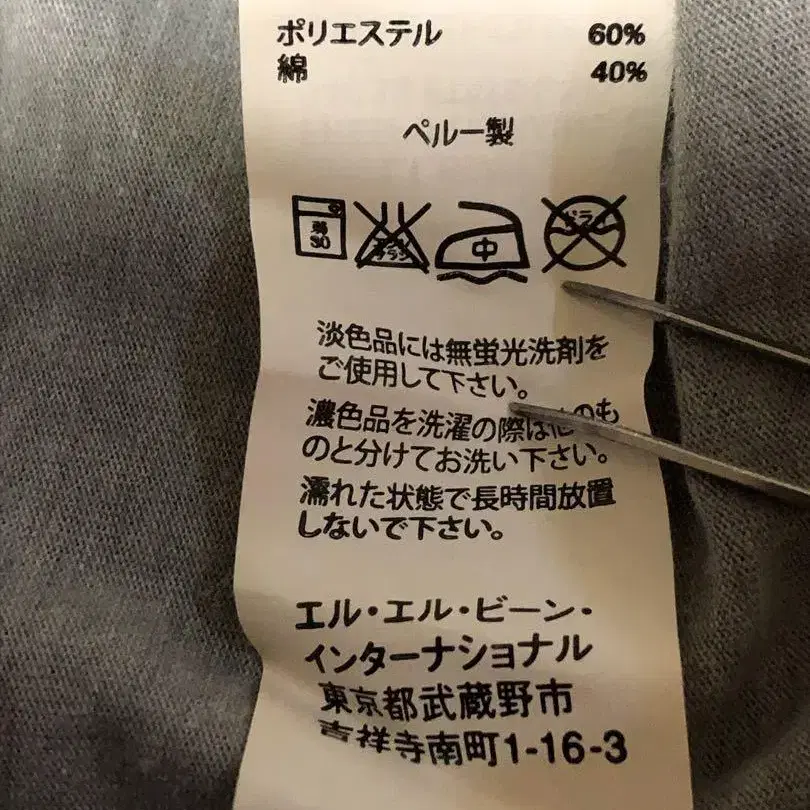 ポリエステル 60%
綿 40%
ペルー製
弱
30
中
ドライ
淡色品には無蛍光洗剤を
ご使用して下さい。
濃色品を洗濯の際は他のも
のと分けてお洗い下さい。
濡れた状態で長時間放置
しないで下さい。
エル・エル・ビーン・
インターナショナル
東京都武蔵野市
吉祥寺南町1-16-3